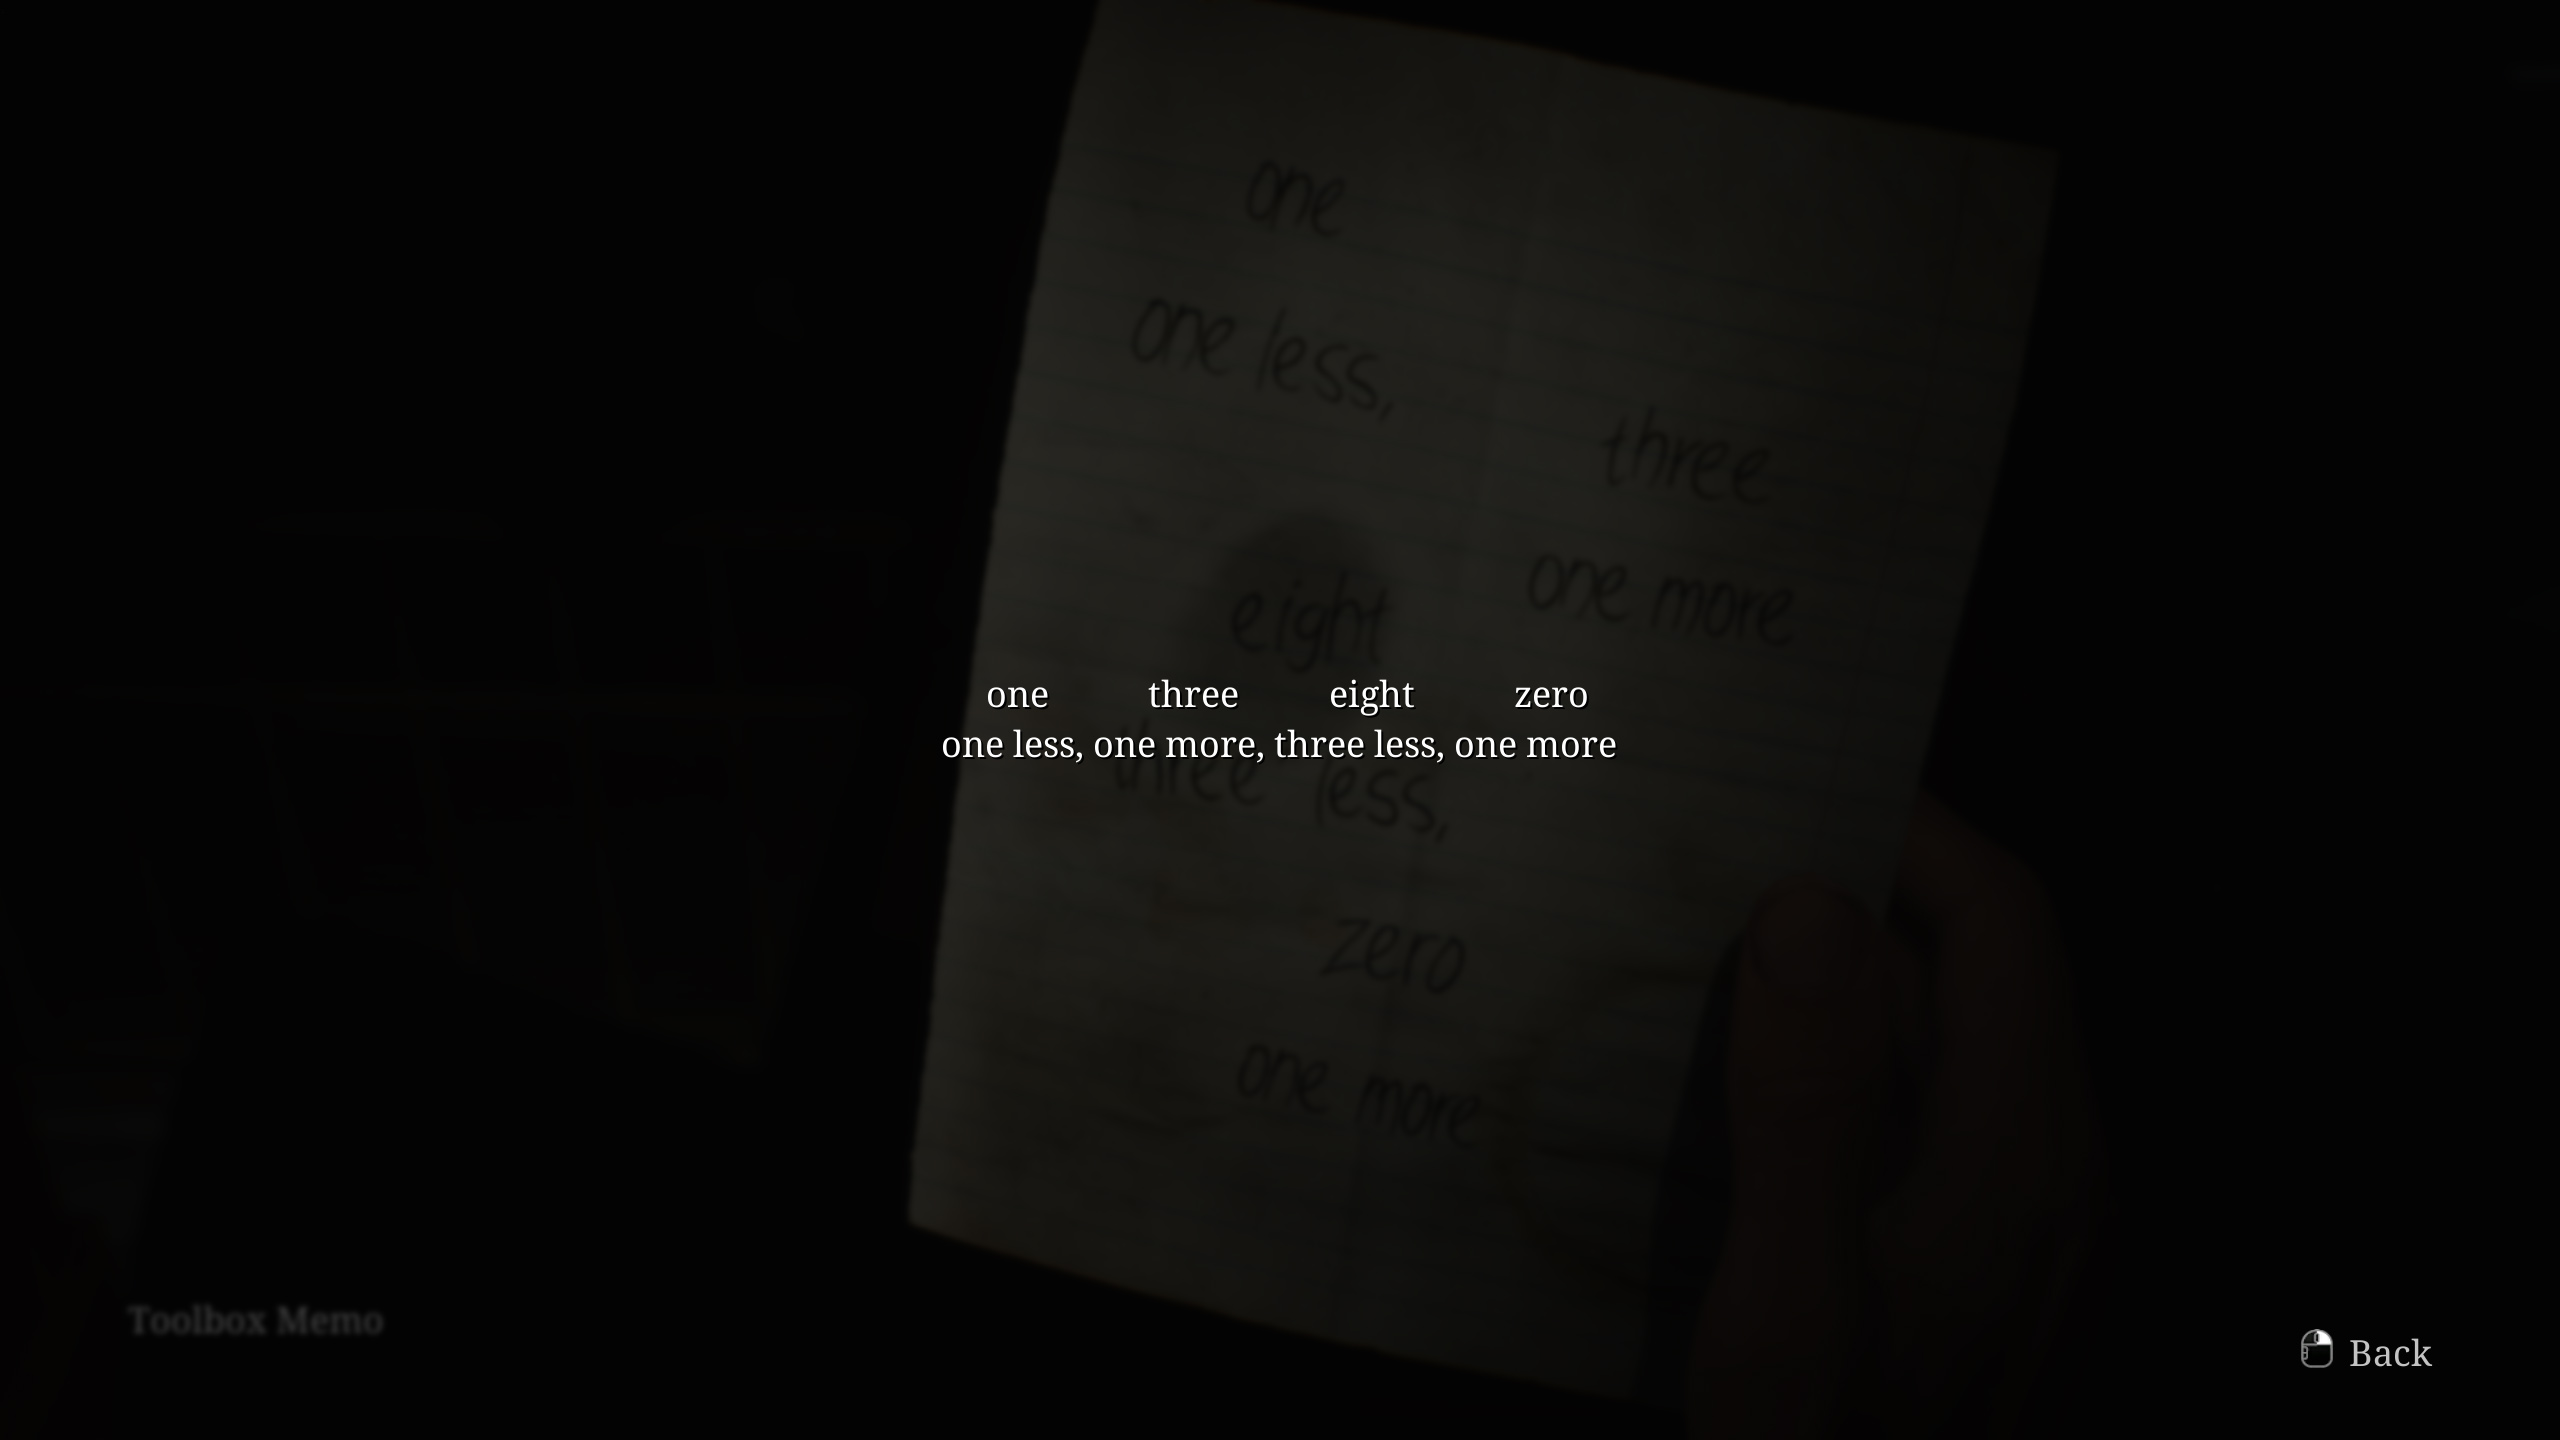 one
one less,
three
one more
eight
three less,
zero
one more
one three eight zero
one less, one more, three less, one more
Toolbox Memo
Back